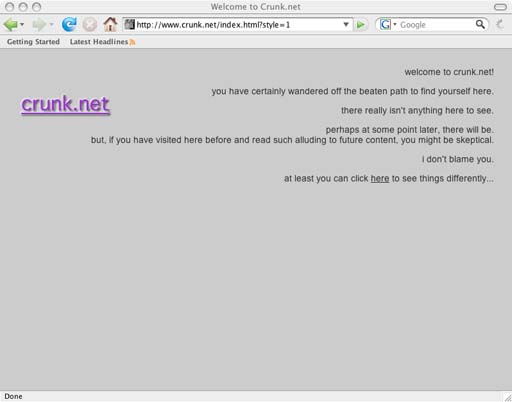 Welcome to Crunk.net
http://www.crunk.net/index.html?style=1
Google
Getting Started Latest Headlines
welcome to crunk.net!
crunk.net
you have certainly wandered off the beaten path to find yourself here.
there really isn't anything here to see.
perhaps at some point later, there will be.
but, if you have visited here before and read such alluding to future content, you might be skeptical.
i don't blame you.
at least you can click here to see things differently...
Done